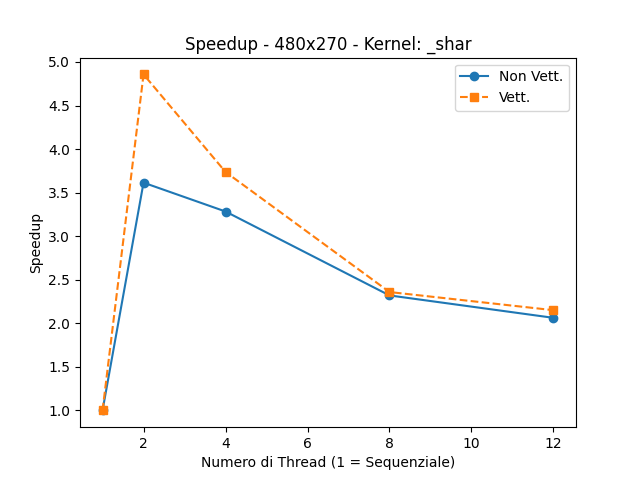 Speedup - 480x270 - Kernel: _shar
Non Vett.
Vett.
Speedup
5.0
4.5
4.0
3.5
3.0
2.5
2.0
1.5
1.0
2 4 6 8 10 12
Numero di Thread (1 = Sequenziale)